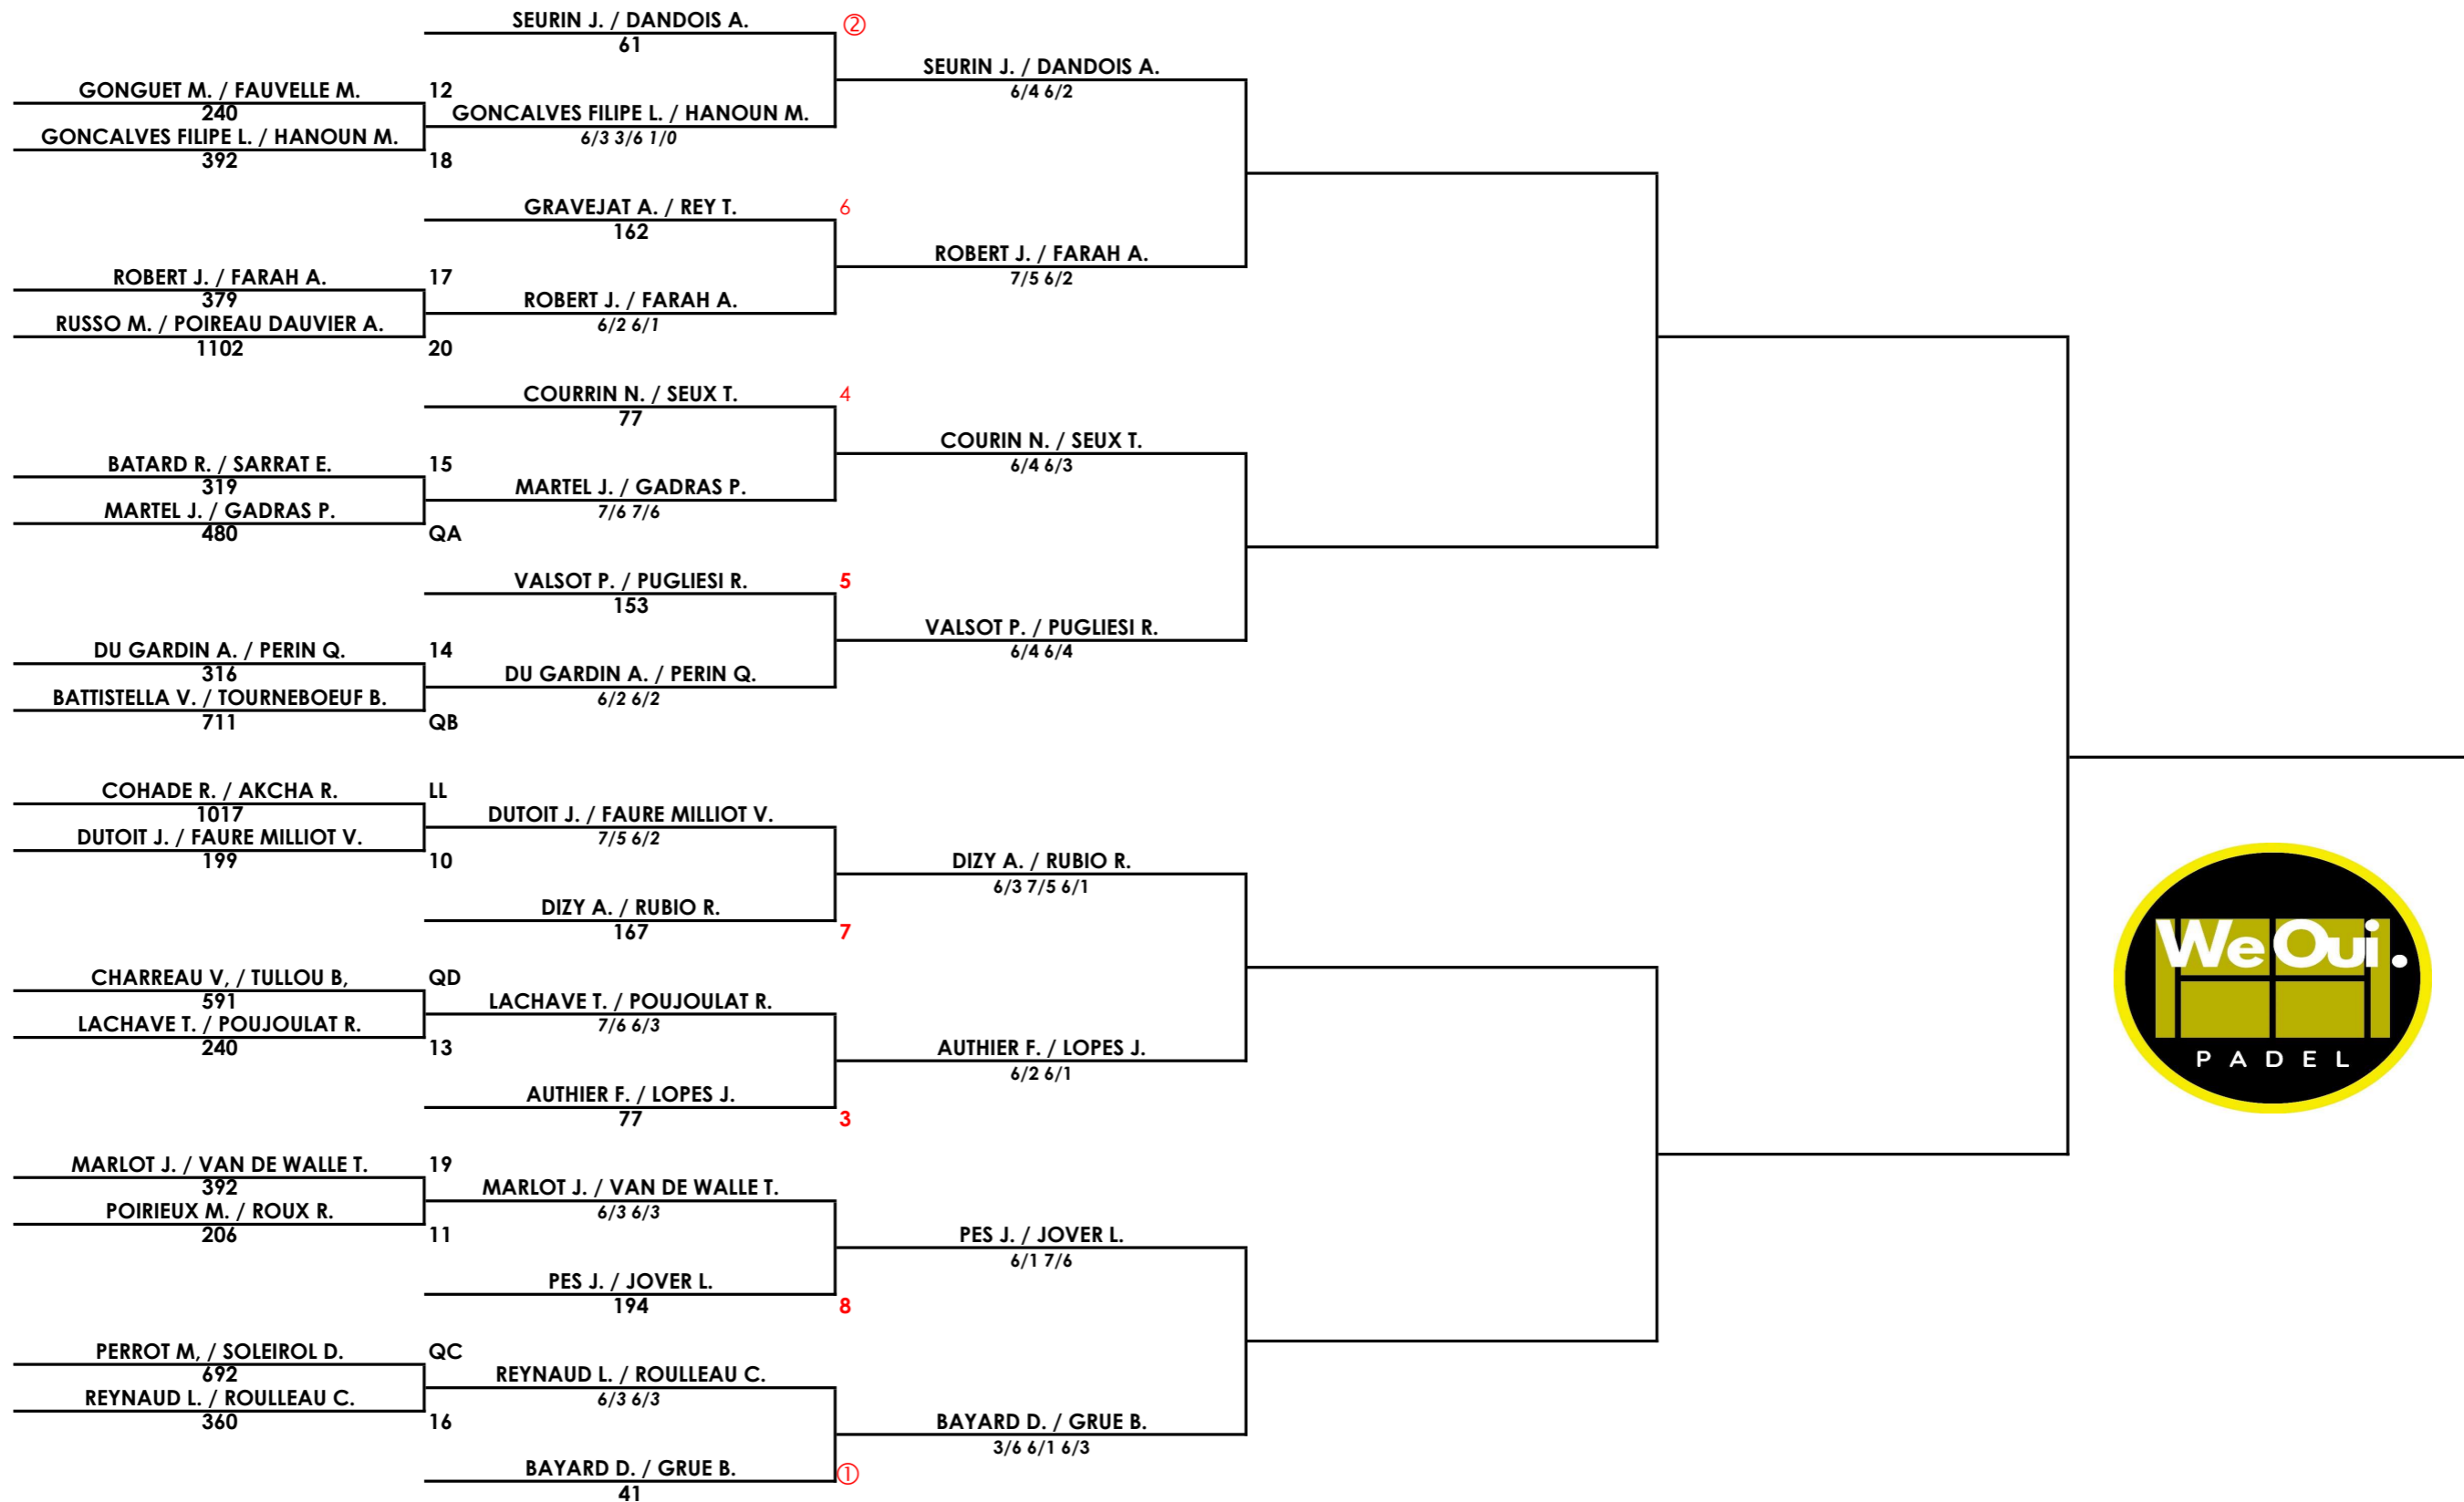 SEURIN J. / DANDOIS A.
②
61
SEURIN J. / DANDOIS A.
6/4 6/2
GONGUET M. / FAUVELLE M.
12
240
GONCALVES FILIPE L. / HANOUN M.
6/3 3/6 1/0
GONCALVES FILIPE L. / HANOUN M.
392
18
GRAVEJAT A. / REY T.
6
162
ROBERT J. / FARAH A.
7/5 6/2
ROBERT J. / FARAH A.
17
379
ROBERT J. / FARAH A.
6/2 6/1
RUSSO M. / POIREAU DAUVIER A.
1102
20
COURRIN N. / SEUX T.
4
77
COURIN N. / SEUX T.
6/4 6/3
BATARD R. / SARRAT E.
15
319
MARTEL J. / GADRAS P.
7/6 7/6
MARTEL J. / GADRAS P.
480
QA
VALSOT P. / PUGLIESI R.
5
153
VALSOT P. / PUGLIESI R.
6/4 6/4
DU GARDIN A. / PERIN Q.
14
316
DU GARDIN A. / PERIN Q.
6/2 6/2
BATTISTELLA V. / TOURNEBOEUF B.
711
QB
COHADE R. / AKCHA R.
LL
1017
DUTOIT J. / FAURE MILLIOT V.
7/5 6/2
DUTOIT J. / FAURE MILLIOT V.
199
10
DIZY A. / RUBIO R.
6/3 7/5 6/1
DIZY A. / RUBIO R.
167
7
CHARREAU V, / TULLOU B,
QD
591
LACHAVE T. / POUJOULAT R.
7/6 6/3
LACHAVE T. / POUJOULAT R.
240
13
AUTHIER F. / LOPES J.
6/2 6/1
AUTHIER F. / LOPES J.
77
3
We Oui.
PADEL
MARLOT J. / VAN DE WALLE T.
19
392
MARLOT J. / VAN DE WALLE T.
6/3 6/3
POIRIEUX M. / ROUX R.
206
11
PES J. / JOVER L.
6/1 7/6
PES J. / JOVER L.
194
8
PERROT M, / SOLEIROL D.
QC
692
REYNAUD L. / ROULLEAU C.
6/3 6/3
REYNAUD L. / ROULLEAU C.
360
16
BAYARD D. / GRUE B.
3/6 6/1 6/3
BAYARD D. / GRUE B.
①
41